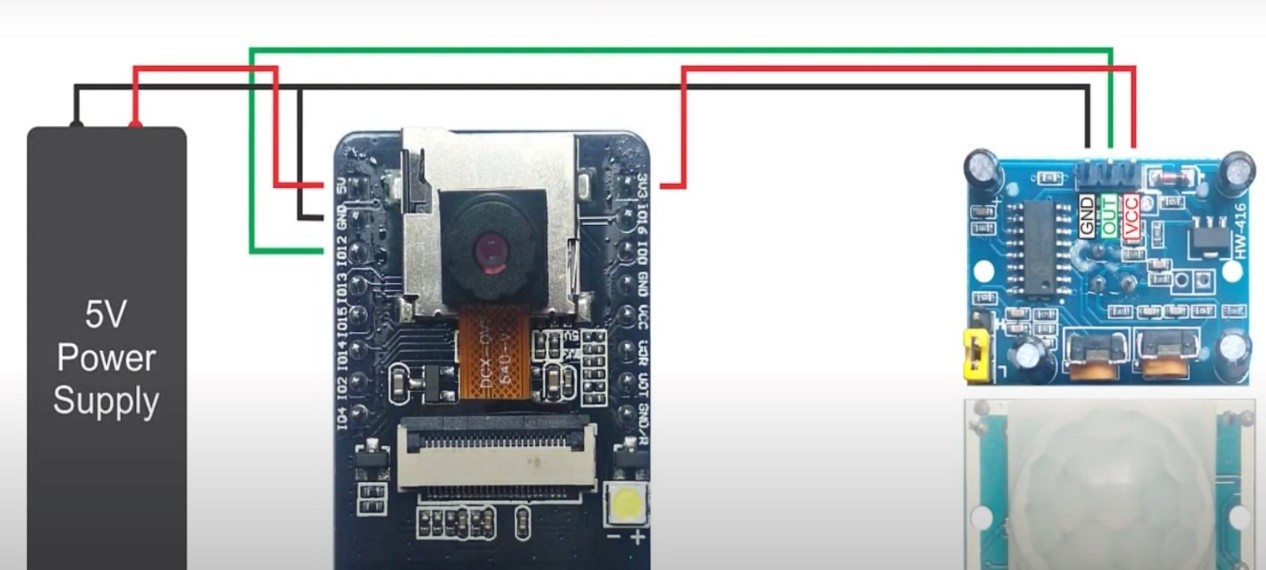 5V
Power
Supply
5V
GND
IO12
IO13
IO15
IO14
IO2
IO4
3V3
IO16
IO0
GND
VCC
UOR
UOT
GND/R
GND
OUT
VCC
HW-416
- +